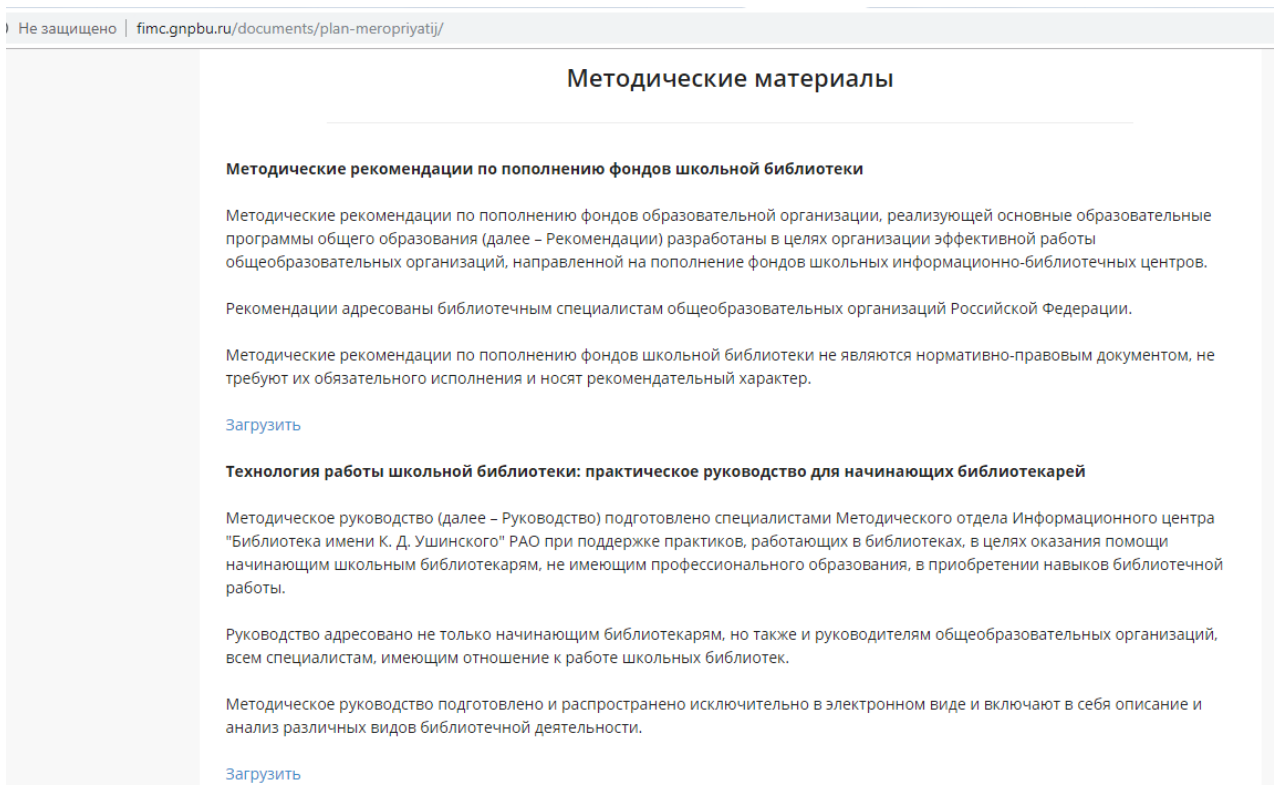 Не защищено | fimc.gnpbu.ru/documents/plan-meropriyatij/
Методические материалы
Методические рекомендации по пополнению фондов школьной библиотеки
Методические рекомендации по пополнению фондов образовательной организации, реализующей основные образовательные
программы общего образования (далее – Рекомендации) разработаны в целях организации эффективной работы
общеобразовательных организаций, направленной на пополнение фондов школьных информационно-библиотечных центров.
Рекомендации адресованы библиотечным специалистам общеобразовательных организаций Российской Федерации.
Методические рекомендации по пополнению фондов школьной библиотеки не являются нормативно-правовым документом, не
требуют их обязательного исполнения и носят рекомендательный характер.
Загрузить
Технология работы школьной библиотеки: практическое руководство для начинающих библиотекарей
Методическое руководство (далее – Руководство) подготовлено специалистами Методического отдела Информационного центра
"Библиотека имени К. Д. Ушинского" РАО при поддержке практиков, работающих в библиотеках, в целях оказания помощи
начинающим школьным библиотекарям, не имеющим профессионального образования, в приобретении навыков библиотечной
работы.
Руководство адресовано не только начинающим библиотекарям, но также и руководителям общеобразовательных организаций,
всем специалистам, имеющим отношение к работе школьных библиотек.
Методическое руководство подготовлено и распространено исключительно в электронном виде и включают в себя описание и
анализ различных видов библиотечной деятельности.
Загрузить